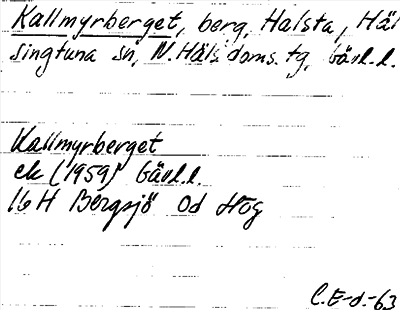 Kallmyrberget, berg, Halsta, Häl
singtuna sn, N. Häls. doms. tg, Gävl. l.
Kallmyrberget
ek (1959) Gävl. l.
16 H Bergsjö Od Hög
C. E-d.-63